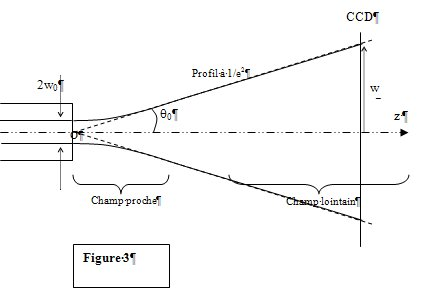 CCD¶
Profil·à·1/e²¶
2w₀¶
θ₀¶
w
z¶
O¶
Champ·proche¶
Champ·lointain¶
Figure·3¶